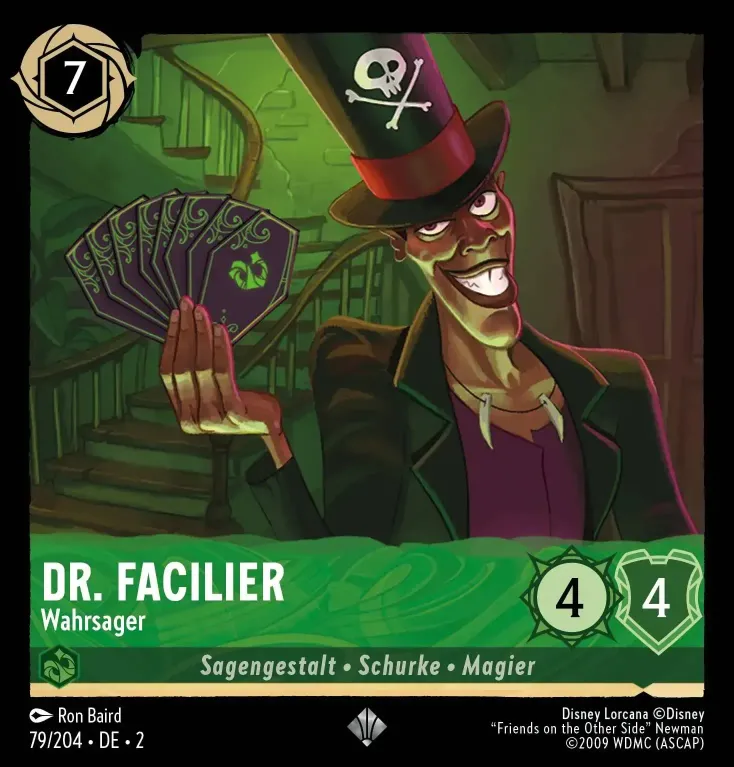 7
DR. FACILIER
Wahrsager
4
4
Sagengestalt • Schurke • Magier
Ron Baird
79/204 • DE • 2
Disney Lorcana ©Disney
“Friends on the Other Side” Newman
©2009 WDMC (ASCAP)